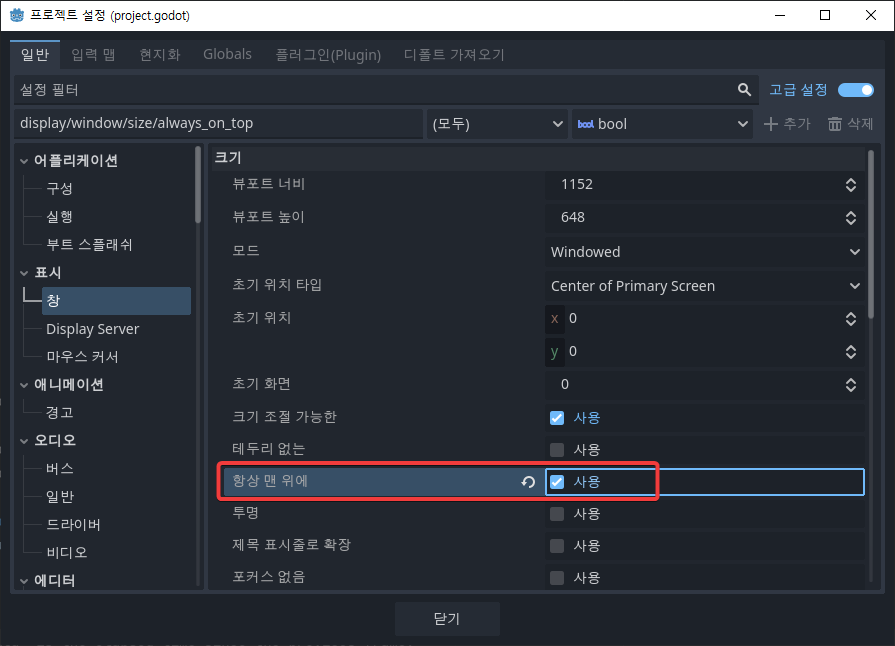 프로젝트 설정 (project.godot)
일반 입력 맵 현지화 Globals 플러그인(Plugin) 디폴트 가져오기
설정 필터 고급 설정
display/window/size/always_on_top (모두) bool bool 추가 삭제
어플리케이션
구성
실행
부트 스플래쉬
표시
창
Display Server
마우스 커서
애니메이션
경고
오디오
버스
일반
드라이버
비디오
에디터
크기
뷰포트 너비 1152
뷰포트 높이 648
모드 Windowed
초기 위치 타입 Center of Primary Screen
초기 위치 x 0
y 0
초기 화면 0
크기 조절 가능한 사용
테두리 없는 사용
항상 맨 위에 사용
투명 사용
제목 표시줄로 확장 사용
포커스 없음 사용
닫기